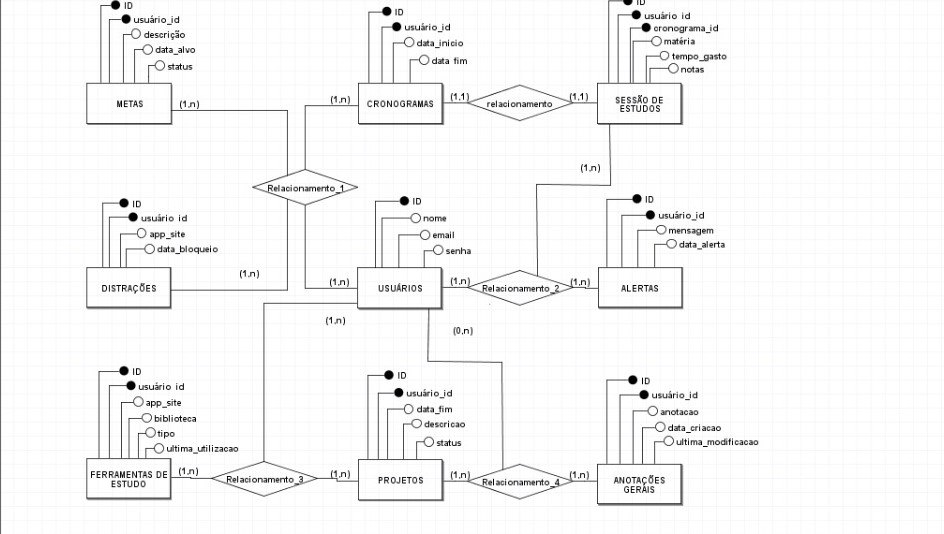 ID
usuário_id
descrição
data_alvo
status
METAS
(1,n)
ID
usuário_id
data_inicio
data fim
(1,n)
CRONOGRAMAS
(1,1)
relacionamento
(1,1)
ID
usuário id
cronograma_id
matéria
tempo_gasto
notas
SESSÃO DE
ESTUDOS
(1,n)
Relacionamento_1
ID
usuário id
app_site
data_bloqueio
DISTRAÇÕES
(1,n)
ID
nome
email
senha
(1,n)
USUÁRIOS
(1,n)
Relacionamento_2
(1,n)
ID
usuário_id
mensagem
data_alerta
ALERTAS
(1,n)
(0,n)
ID
usuário id
app_site
biblioteca
tipo
ultima_utilizacao
FERRAMENTAS DE
ESTUDO
(1,n)
Relacionamento_3
(1,n)
ID
usuário_id
data_fim
descricao
status
PROJETOS
(1,n)
Relacionamento_4
(1,n)
ID
usuário_id
anotacao
data_criacao
ultima_modificacao
ANOTAÇÕES
GERAIS